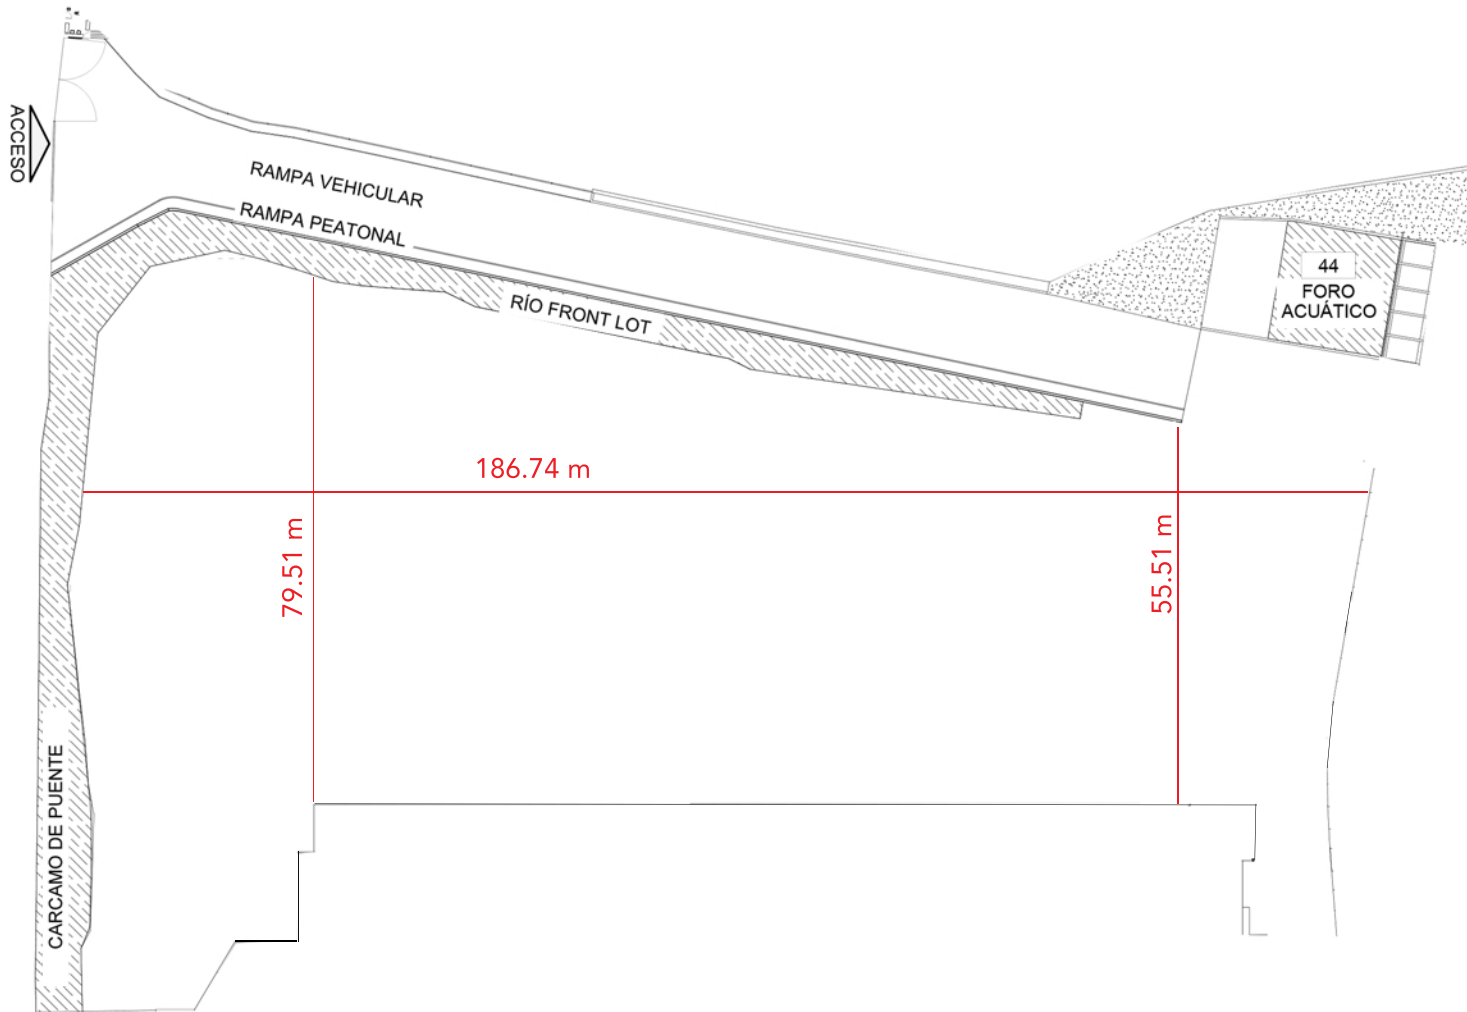 ACCESO
RAMPA VEHICULAR
RAMPA PEATONAL
RÍO FRONT LOT
44
FORO
ACUÁTICO
186.74 m
79.51 m
55.51 m
CARCAMO DE PUENTE